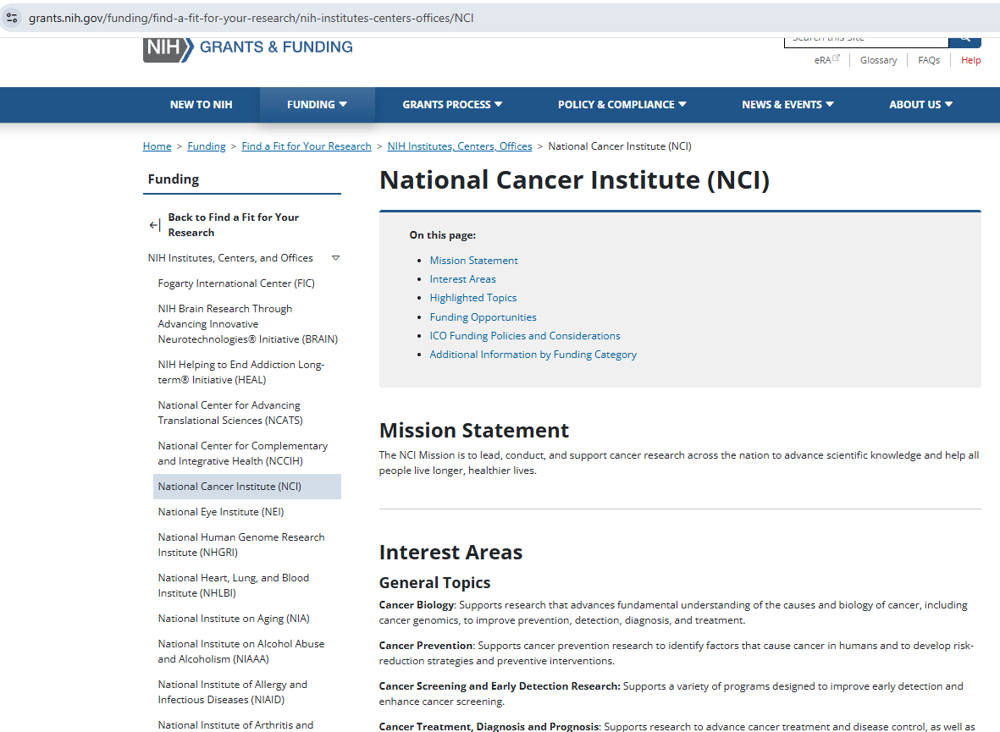 grants.nih.gov/funding/find-a-fit-for-your-research/nih-institutes-centers-offices/NCI
NIH GRANTS & FUNDING
Search this Site
eRA Glossary FAQs Help
NEW TO NIH FUNDING GRANTS PROCESS POLICY & COMPLIANCE NEWS & EVENTS ABOUT US
Home > Funding > Find a Fit for Your Research > NIH Institutes, Centers, Offices > National Cancer Institute (NCI)
Funding
Back to Find a Fit for Your
Research
NIH Institutes, Centers, and Offices
Fogarty International Center (FIC)
NIH Brain Research Through
Advancing Innovative
Neurotechnologies® Initiative (BRAIN)
NIH Helping to End Addiction Long-
term® Initiative (HEAL)
National Center for Advancing
Translational Sciences (NCATS)
National Center for Complementary
and Integrative Health (NCCIH)
National Cancer Institute (NCI)
National Eye Institute (NEI)
National Human Genome Research
Institute (NHGRI)
National Heart, Lung, and Blood
Institute (NHLBI)
National Institute on Aging (NIA)
National Institute on Alcohol Abuse
and Alcoholism (NIAAA)
National Institute of Allergy and
Infectious Diseases (NIAID)
National Institute of Arthritis and
National Cancer Institute (NCI)
On this page:
• Mission Statement
• Interest Areas
• Highlighted Topics
• Funding Opportunities
• ICO Funding Policies and Considerations
• Additional Information by Funding Category
Mission Statement
The NCI Mission is to lead, conduct, and support cancer research across the nation to advance scientific knowledge and help all
people live longer, healthier lives.
Interest Areas
General Topics
Cancer Biology: Supports research that advances fundamental understanding of the causes and biology of cancer, including
cancer genomics, to improve prevention, detection, diagnosis, and treatment.
Cancer Prevention: Supports cancer prevention research to identify factors that cause cancer in humans and to develop risk-
reduction strategies and preventive interventions.
Cancer Screening and Early Detection Research: Supports a variety of programs designed to improve early detection and
enhance cancer screening.
Cancer Treatment, Diagnosis and Prognosis: Supports research to advance cancer treatment and disease control, as well as